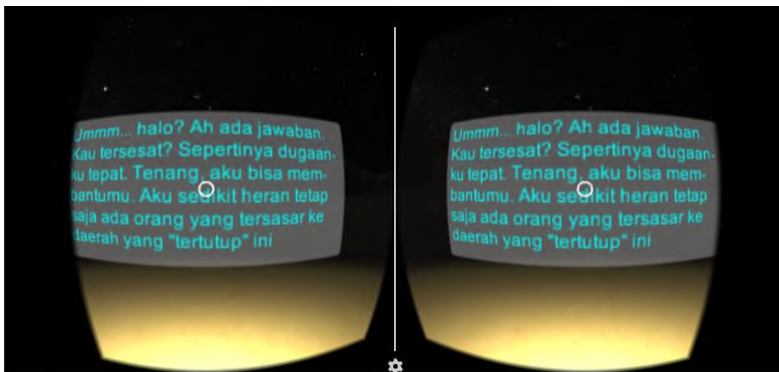 Ummm... halo? Ah ada jawaban.
Kau tersesat? Sepertinya dugaan-
ku tepat. Tenang, aku bisa mem-
bantumu. Aku sedikit heran tetap
saja ada orang yang tersasar ke
daerah yang "tertutup" ini
Ummm... halo? Ah ada jawaban.
Kau tersesat? Sepertinya dugaan-
ku tepat. Tenang, aku bisa mem-
bantumu. Aku sedikit heran tetap
saja ada orang yang tersasar ke
daerah yang "tertutup" ini